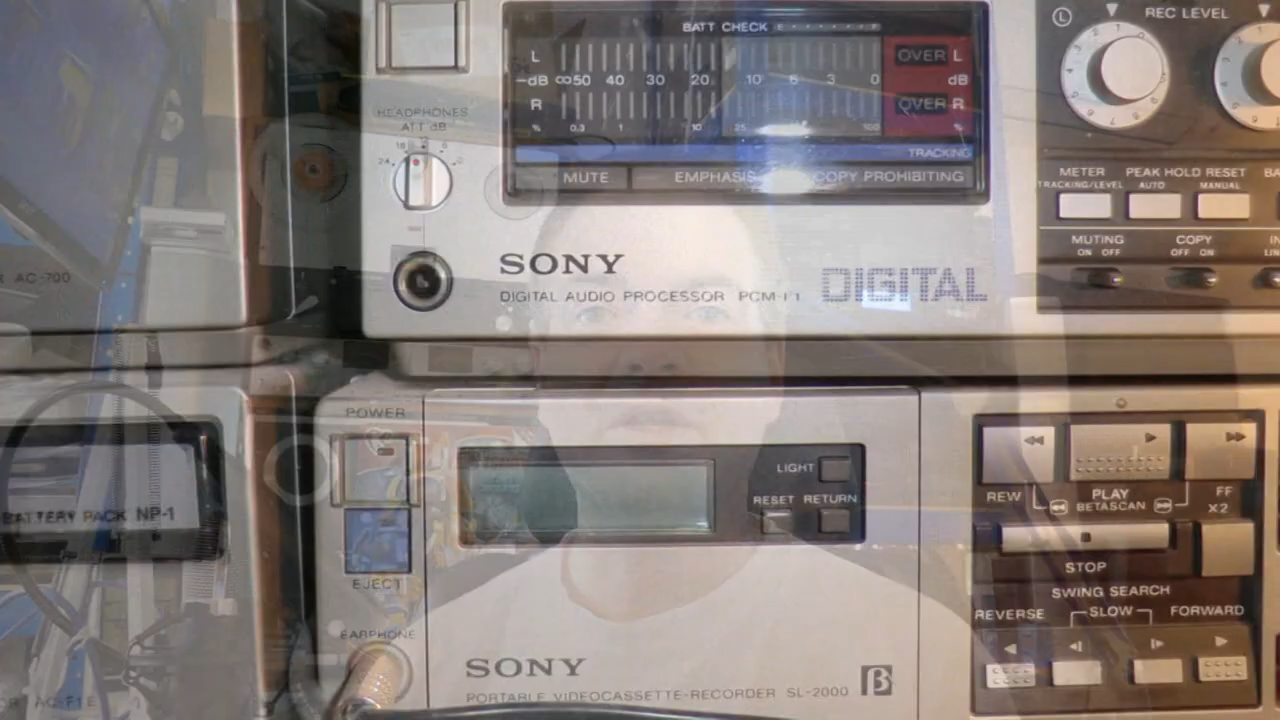 BATT CHECK E F
L
-dB ∞ 50 40 30 20 10 6 3 0
R
% 0.3 1 10 25 100 %
OVER L
dB
OVER R
TRACKING
MUTE EMPHASIS COPY PROHIBITING
HEADPHONES
ATT dB
24 18
SONY
DIGITAL AUDIO PROCESSOR PCM-F1
DIGITAL
L REC LEVEL
METER PEAK HOLD RESET
TRACKING/LEVEL AUTO MANUAL
MUTING COPY
ON OFF OFF ON
AC-700
BATTERY PACK NP-1
AC-F1E
POWER
EJECT
EARPHONE
LIGHT
RESET RETURN
SONY
PORTABLE VIDEOCASSETTE-RECORDER SL-2000
β
REW PLAY FF
BETASCAN X2
STOP
SWING SEARCH
REVERSE SLOW FORWARD